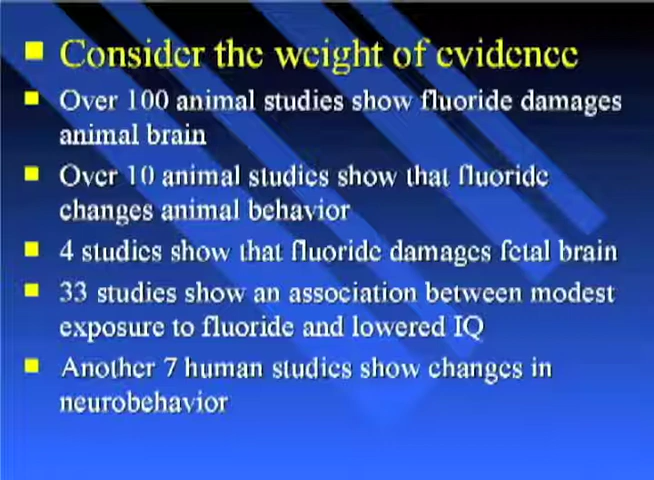 Consider the weight of evidence
Over 100 animal studies show fluoride damages
animal brain
Over 10 animal studies show that fluoride
changes animal behavior
4 studies show that fluoride damages fetal brain
33 studies show an association between modest
exposure to fluoride and lowered IQ
Another 7 human studies show changes in
neurobehavior